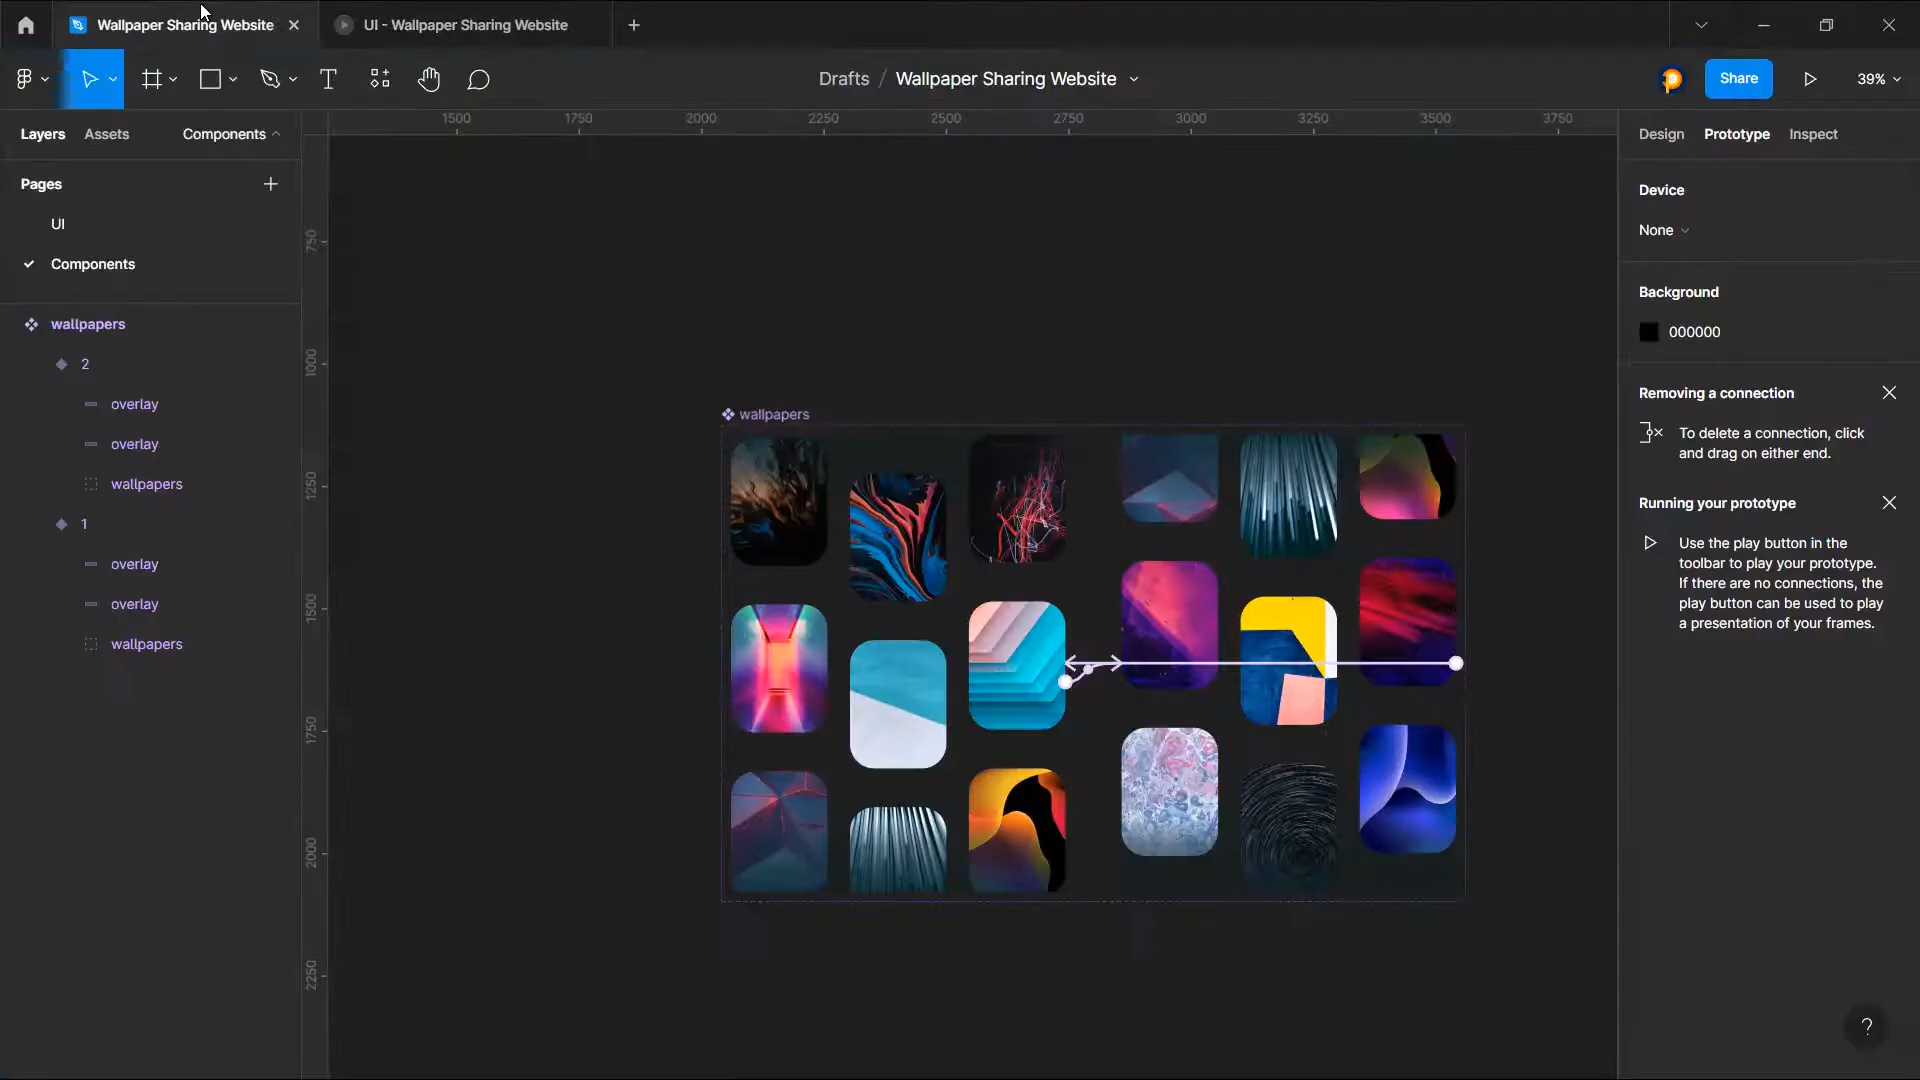 Wallpaper Sharing Website
UI - Wallpaper Sharing Website
Drafts / Wallpaper Sharing Website
Share
39%
Layers
Assets
Components
1500
1750
2000
2250
2500
2750
3000
3250
3500
3750
Design
Prototype
Inspect
Pages
UI
Components
wallpapers
2
overlay
overlay
wallpapers
1
overlay
overlay
wallpapers
750
1000
1250
1500
1750
2000
2250
wallpapers
Device
None
Background
000000
Removing a connection
To delete a connection, click
and drag on either end.
Running your prototype
Use the play button in the
toolbar to play your prototype.
If there are no connections, the
play button can be used to play
a presentation of your frames.
?